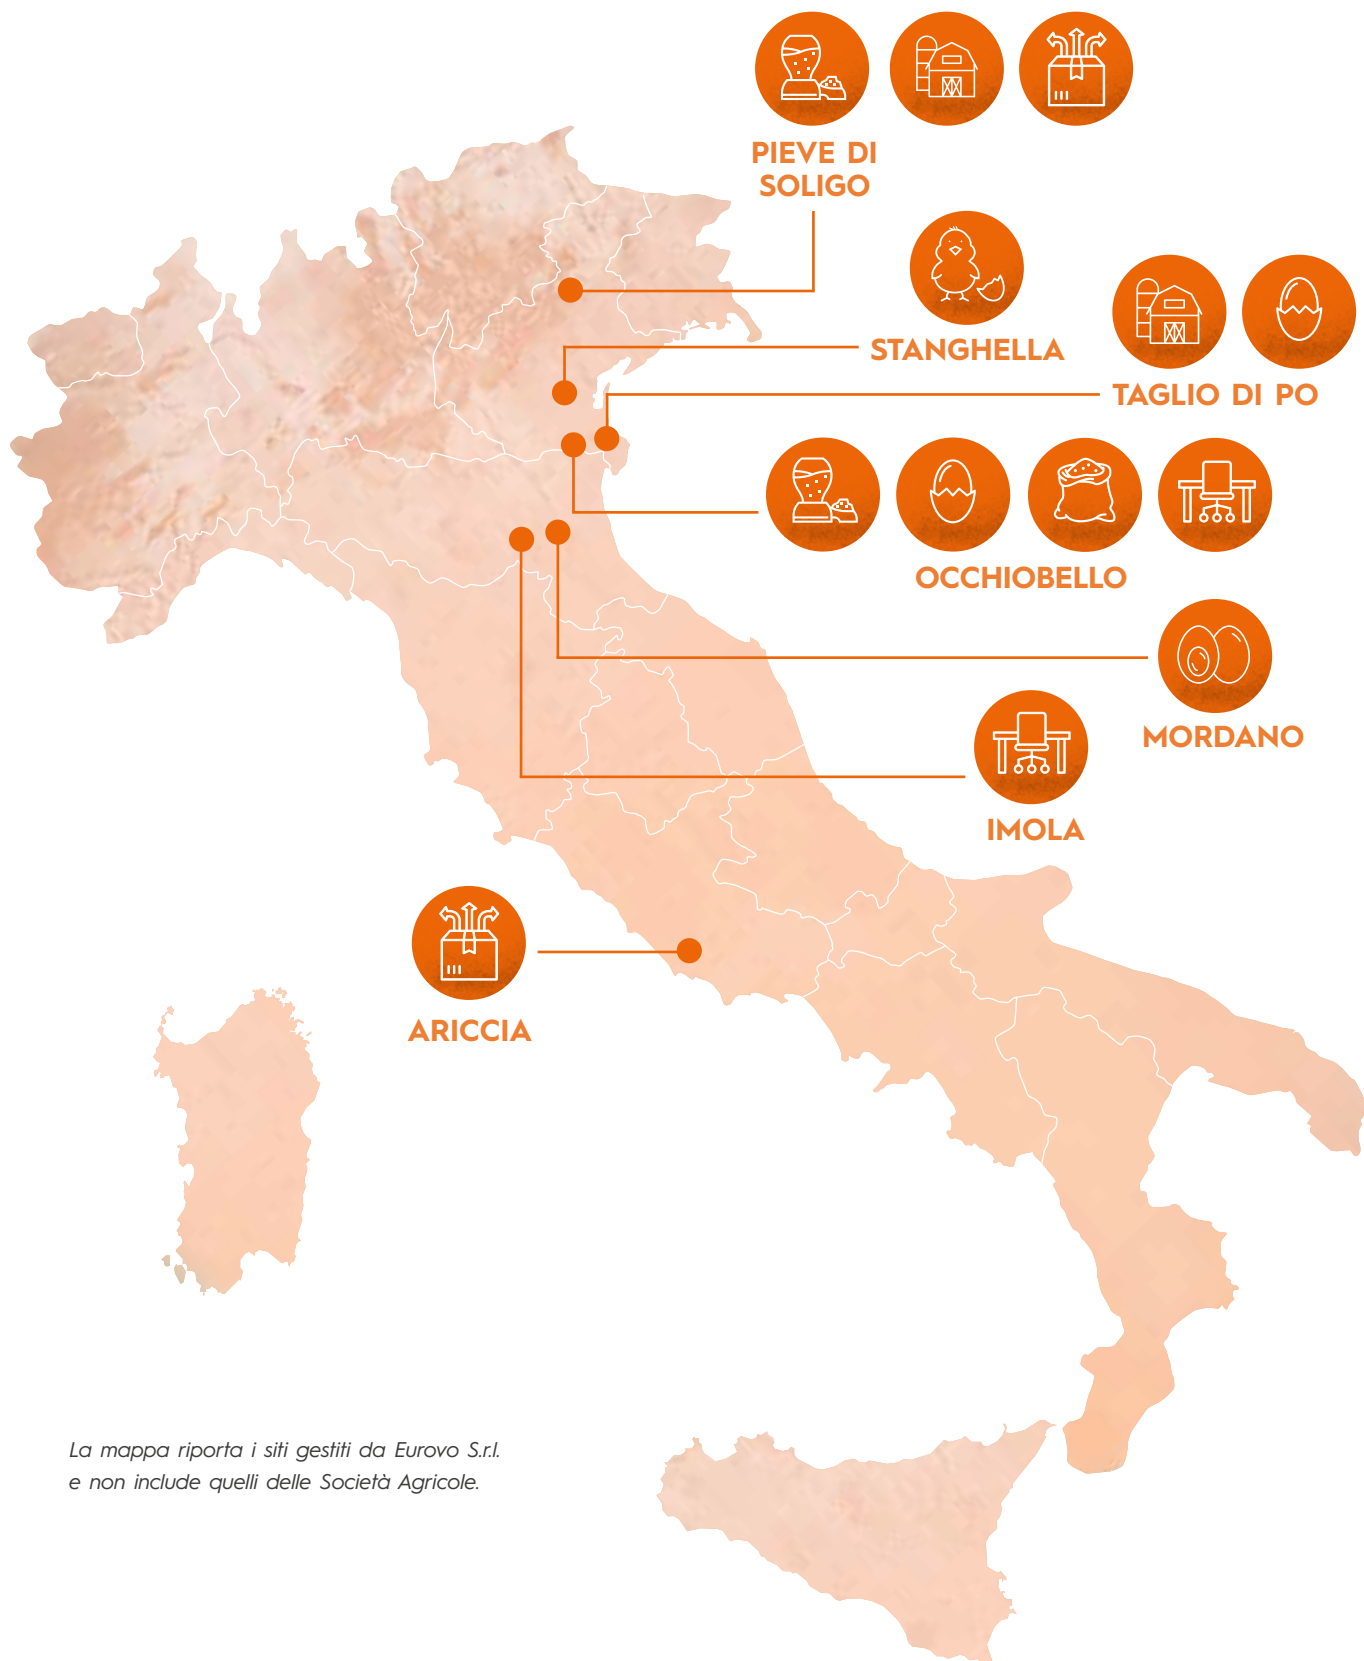 PIEVE DI
SOLIGO
STANGHELLA
TAGLIO DI PO
OCCHIOBELLO
MORDANO
IMOLA
ARICCIA
La mappa riporta i siti gestiti da Eurovo S.r.l.
e non include quelli delle Società Agricole.